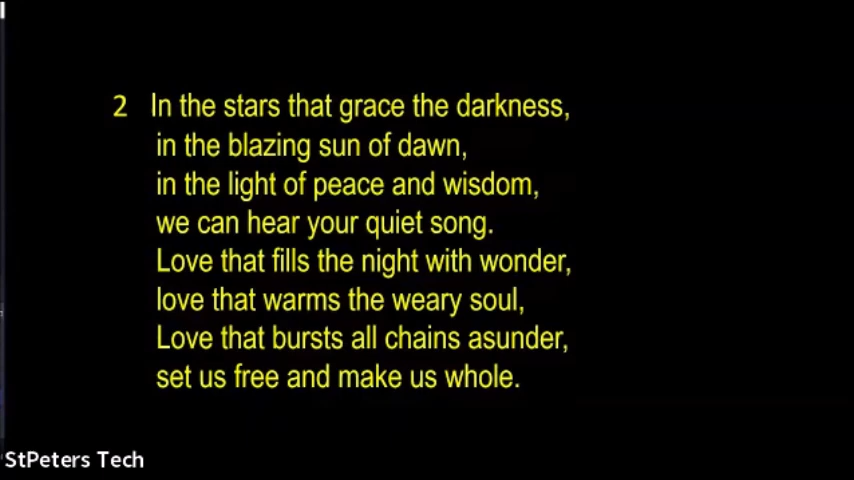 2 In the stars that grace the darkness,
in the blazing sun of dawn,
in the light of peace and wisdom,
we can hear your quiet song.
Love that fills the night with wonder,
love that warms the weary soul,
Love that bursts all chains asunder,
set us free and make us whole.
StPeters Tech